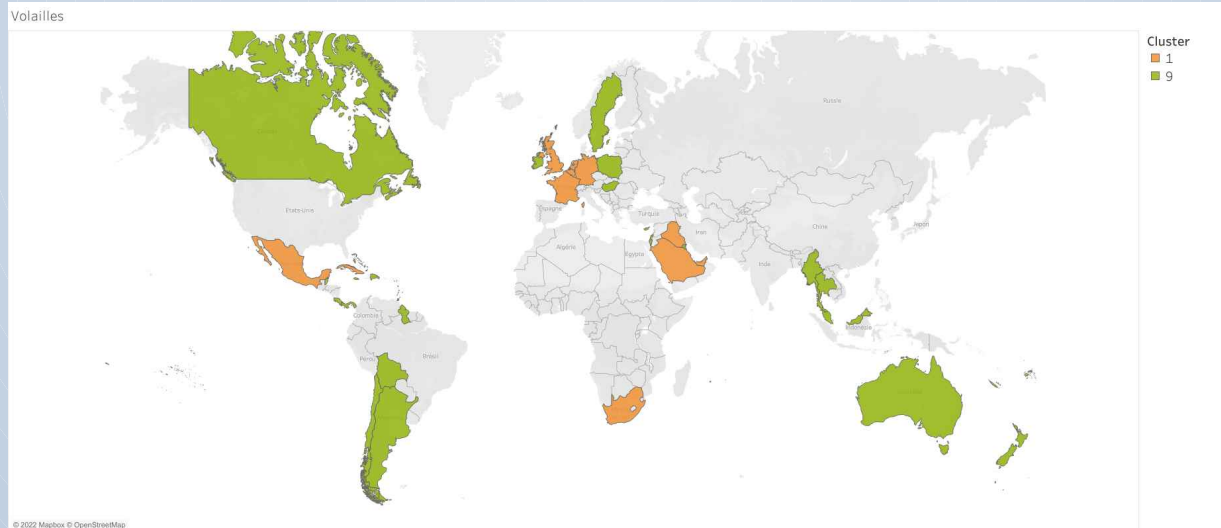 Volailles
Cluster
1
9
Russie
États-Unis
Espagne
Turquie
Iran
Chine
Japon
Algérie
Égypte
Inde
Colombie
Indonésie
Pérou
Brésil
© 2022 Mapbox © OpenStreetMap